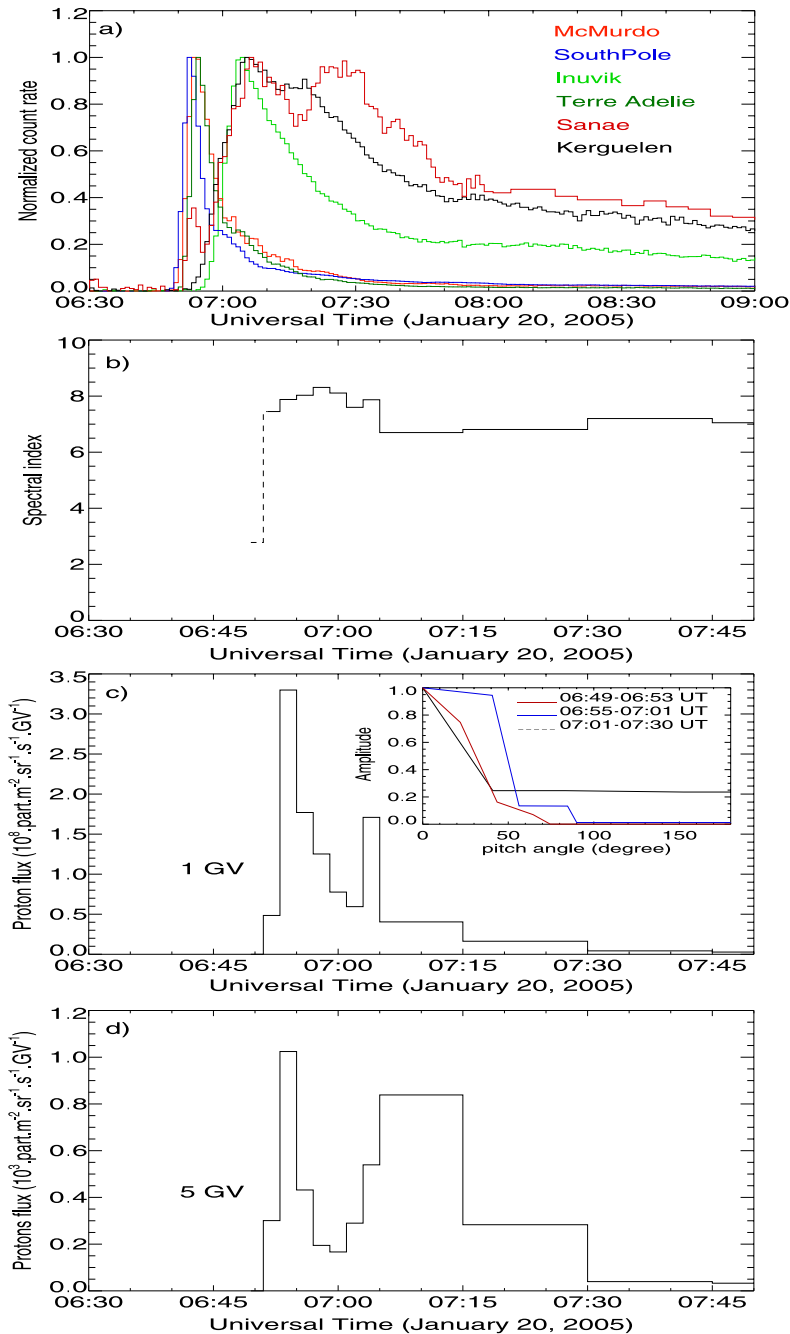 a)
McMurdo
SouthPole
Inuvik
Terre Adelie
Sanae
Kerguelen
Normalized count rate
1.2
1.0
0.8
0.6
0.4
0.2
0.0
06:30 07:00 07:30 08:00 08:30 09:00
Universal Time (January 20, 2005)
b)
Spectral index
10
8
6
4
2
0
06:30 06:45 07:00 07:15 07:30 07:45
Universal Time (January 20, 2005)
c)
1 GV
Proton flux (10⁸.part.m⁻².sr⁻¹.s⁻¹.GV⁻¹)
3.5
3.0
2.5
2.0
1.5
1.0
0.5
0.0
06:49-06:53 UT
06:55-07:01 UT
07:01-07:30 UT
Amplitude
1.0
0.8
0.6
0.4
0.2
0.0
0 50 100 150
pitch angle (degree)
06:30 06:45 07:00 07:15 07:30 07:45
Universal Time (January 20, 2005)
d)
5 GV
Protons flux (10³.part.m⁻².sr⁻¹.s⁻¹.GV⁻¹)
1.2
1.0
0.8
0.6
0.4
0.2
0.0
06:30 06:45 07:00 07:15 07:30 07:45
Universal Time (January 20, 2005)